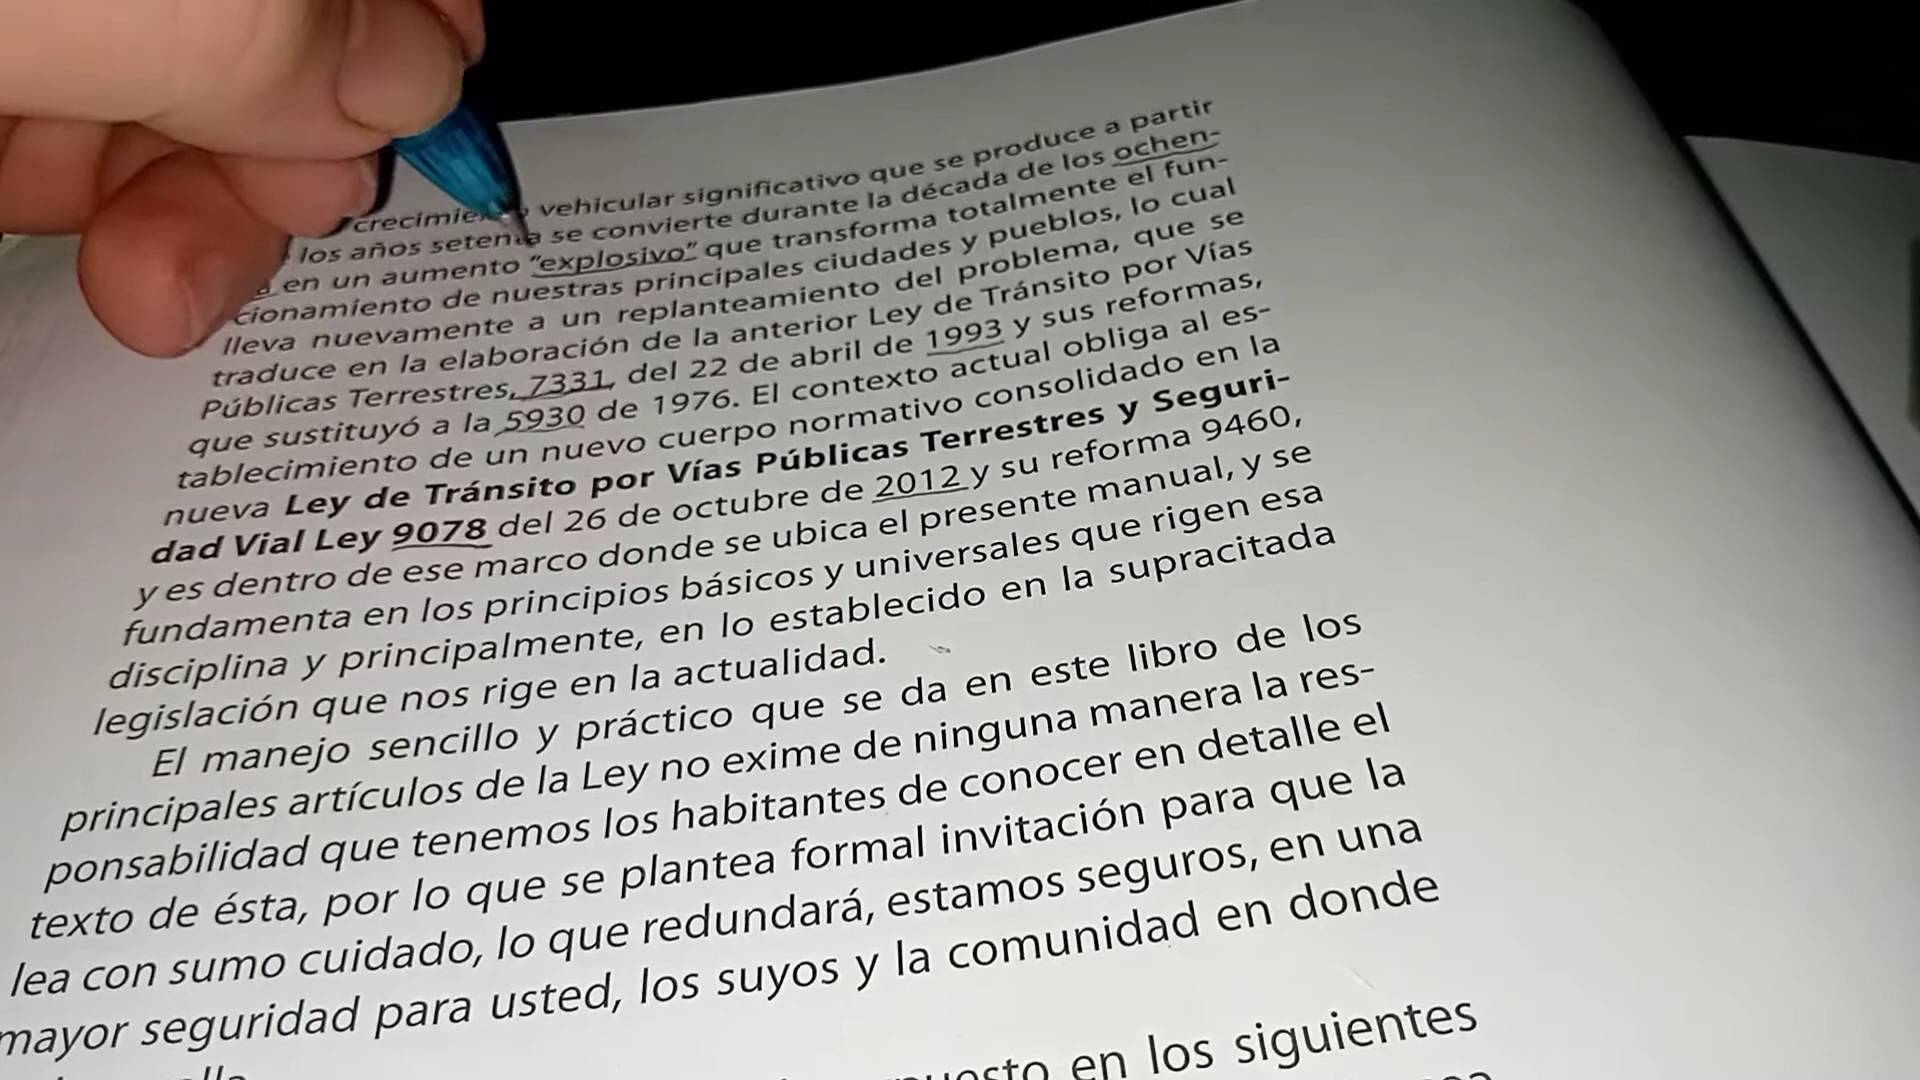 crecimiento vehicular significativo que se produce a partir
los años setenta se convierte durante la década de los ochen-
a en un aumento "explosivo" que transforma totalmente el fun-
cionamiento de nuestras principales ciudades y pueblos, lo cual
lleva nuevamente a un replanteamiento del problema, que se
traduce en la elaboración de la anterior Ley de Tránsito por Vías
Públicas Terrestres, 7331, del 22 de abril de 1993 y sus reformas,
que sustituyó a la 5930 de 1976. El contexto actual obliga al es-
tablecimiento de un nuevo cuerpo normativo consolidado en la
nueva Ley de Tránsito por Vías Públicas Terrestres y Seguri-
dad Vial Ley 9078 del 26 de octubre de 2012 y su reforma 9460,
y es dentro de ese marco donde se ubica el presente manual, y se
fundamenta en los principios básicos y universales que rigen esa
disciplina y principalmente, en lo establecido en la supracitada
legislación que nos rige en la actualidad.
El manejo sencillo y práctico que se da en este libro de los
principales artículos de la Ley no exime de ninguna manera la res-
ponsabilidad que tenemos los habitantes de conocer en detalle el
texto de ésta, por lo que se plantea formal invitación para que la
lea con sumo cuidado, lo que redundará, estamos seguros, en una
mayor seguridad para usted, los suyos y la comunidad en donde
en los siguientes